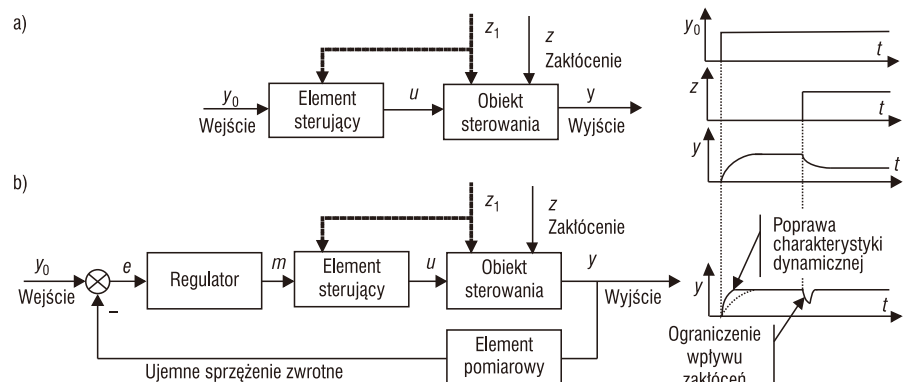 a)
z1
z
Zakłócenie
y0
Wejście
Element
sterujący
u
Obiekt
sterowania
y
Wyjście
y0
t
z
t
y
t
b)
z1
z
Zakłócenie
y0
Wejście
–
e
Regulator
m
Element
sterujący
u
Obiekt
sterowania
y
Wyjście
Element
pomiarowy
Ujemne sprzężenie zwrotne
Poprawa
charakterystyki
dynamicznej
y
t
Ograniczenie
wpływu
zakłóceń